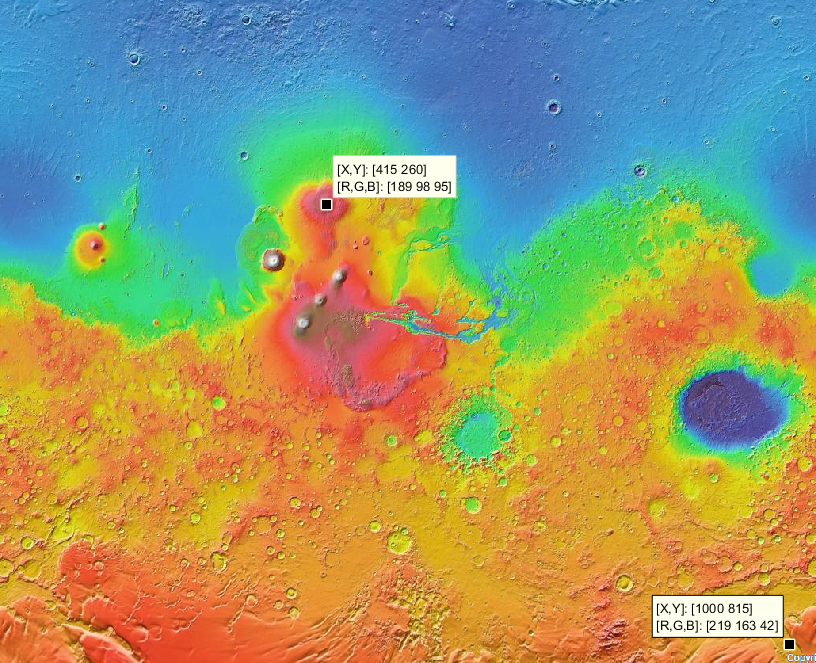 [X,Y]: [415 260]
[R,G,B]: [189 98 95]
[X,Y]: [1000 815]
[R,G,B]: [219 163 42]